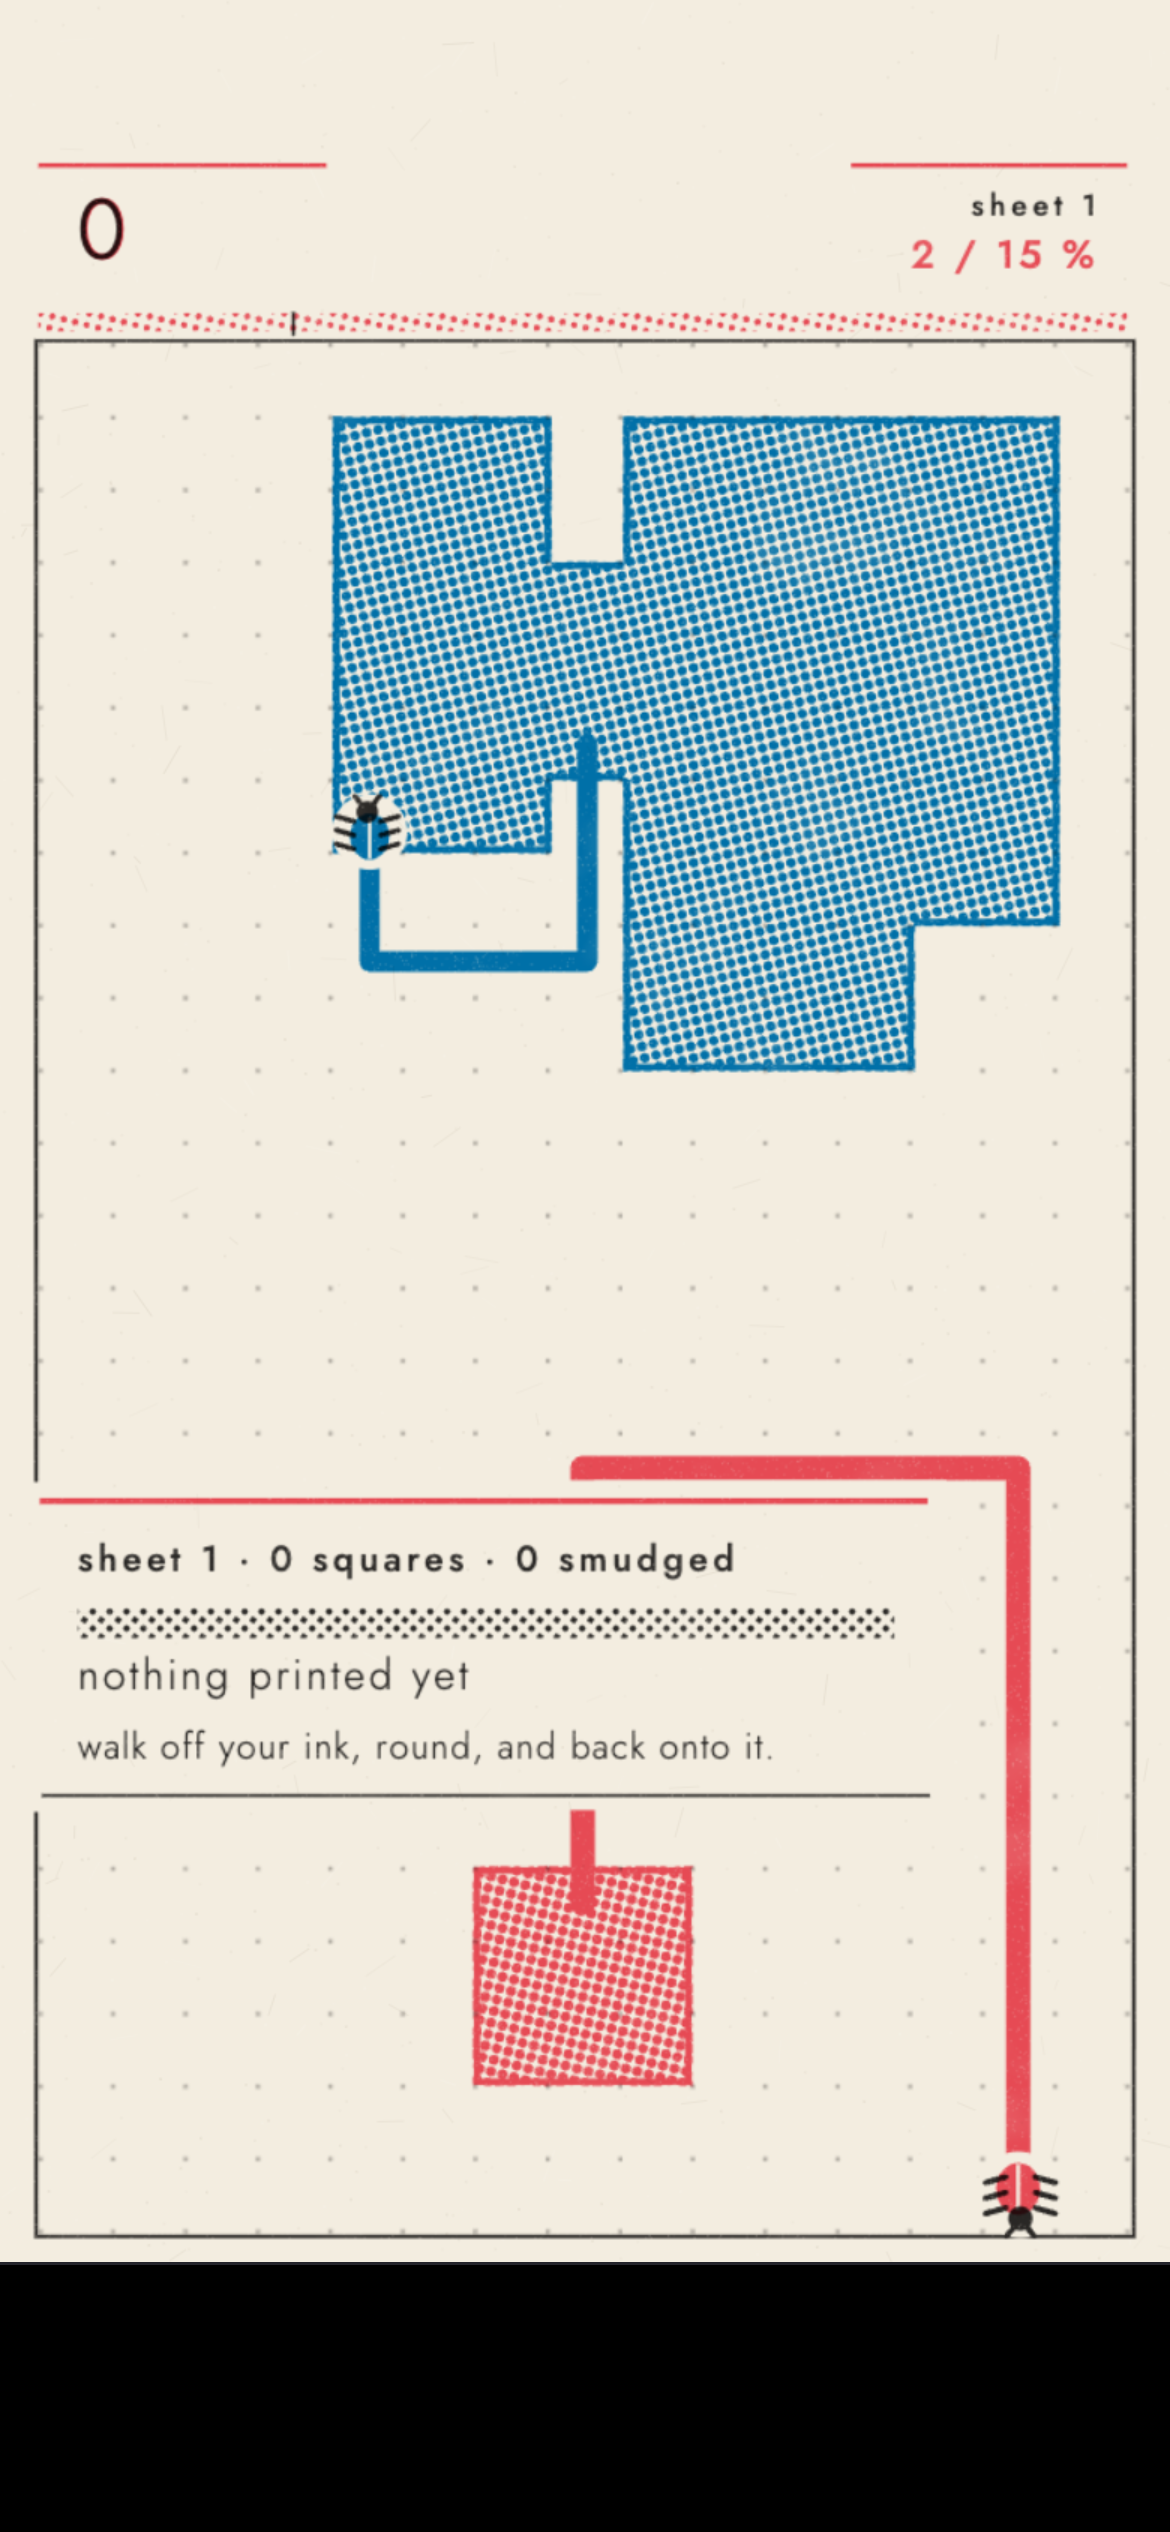 0
sheet 1
2 / 15 %
sheet 1 · 0 squares · 0 smudged
nothing printed yet
walk off your ink, round, and back onto it.